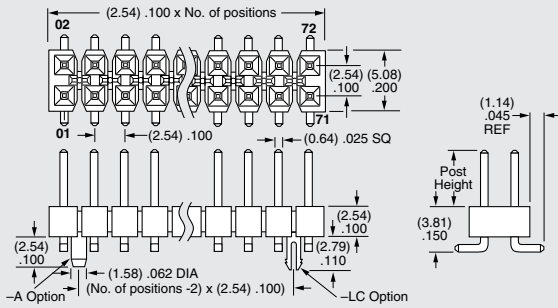 (2.54) .100 x No. of positions
02
72
(2.54)
.100
(5.08)
.200
01
(2.54) .100
71
(0.64) .025 SQ
(1.14)
.045
REF
Post
Height
(2.54)
.100
(3.81)
.150
(2.54)
.100
(2.79)
.110
(1.58) .062 DIA
–A Option
(No. of positions -2) x (2.54) .100)
–LC Option